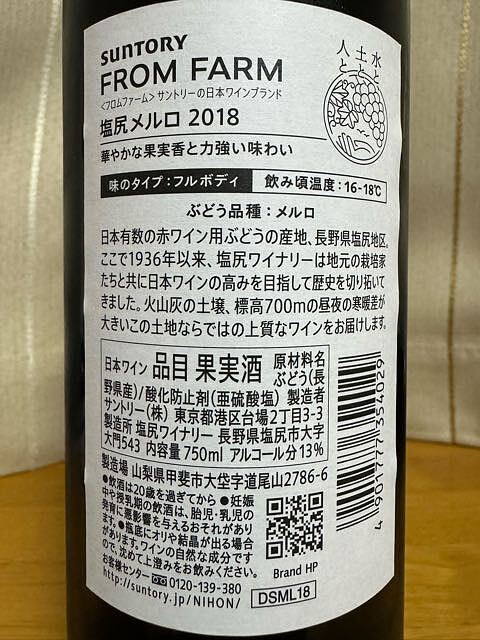 SUNTORY
FROM FARM
<フロムファーム>サントリーの日本ワインブランド
塩尻メルロ 2018
華やかな果実香と力強い味わい
水と
土と
人と
味のタイプ:フルボディ 飲み頃温度:16-18℃
ぶどう品種:メルロ
日本有数の赤ワイン用ぶどうの産地、長野県塩尻地区。
ここで1936年以来、塩尻ワイナリーは地元の栽培家
たちと共に日本ワインの高みを目指して歴史を切り拓いて
きました。火山灰の土壌、標高700mの昼夜の寒暖差が
大きいこの土地ならではの上質なワインをお届けします。
日本ワイン 品目 果実酒 原材料名
ぶどう(長
野県産)/酸化防止剤(亜硫酸塩) 製造者
サントリー(株) 東京都港区台場2丁目3-3
製造所 塩尻ワイナリー 長野県塩尻市大字
大門543 内容量 750ml アルコール分 13%
製造場 山梨県甲斐市大垈字道尾山2786-6
●飲酒は20歳を過ぎてから ●妊娠
中や授乳期の飲酒は、胎児・乳児の
発育に悪影響を与えるおそれがあり
ます。●瓶底にオリや結晶が出る場合
があります。ワインの自然な成分です
ので、沈めて上澄みをお飲みください。
お客様センター 0120-139-380
http://suntory.jp/NIHON/
DSML18
Brand HP
4 901777 354029